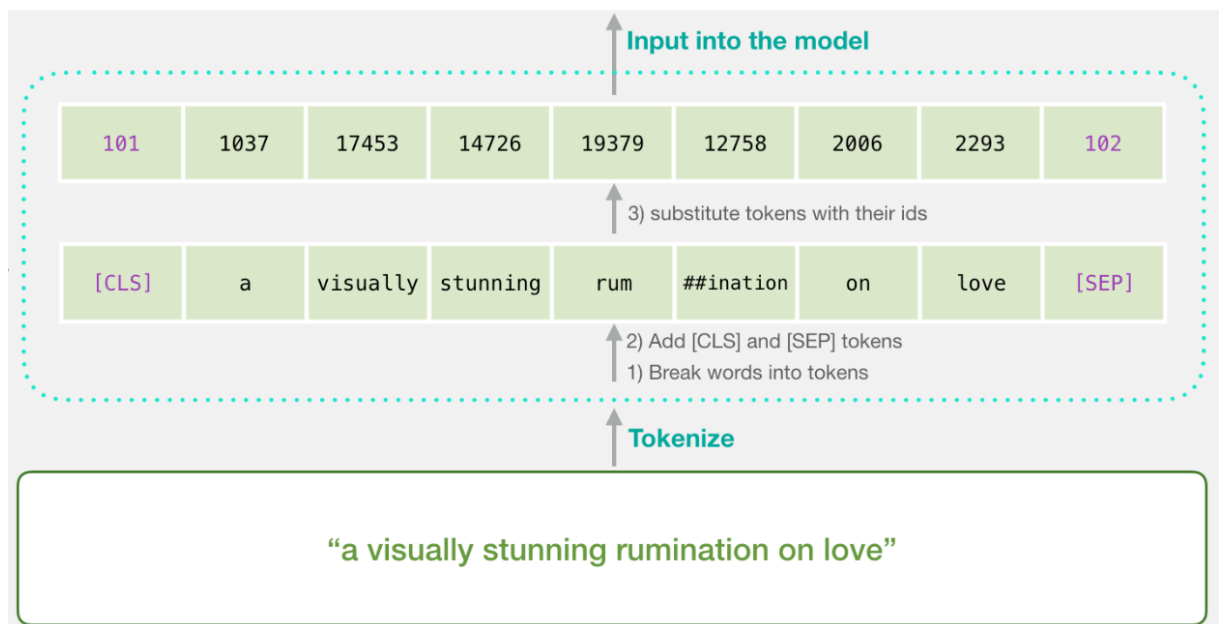 Input into the model
101 1037 17453 14726 19379 12758 2006 2293 102
3) substitute tokens with their ids
[CLS] a visually stunning rum ##ination on love [SEP]
2) Add [CLS] and [SEP] tokens
1) Break words into tokens
Tokenize
“a visually stunning rumination on love”